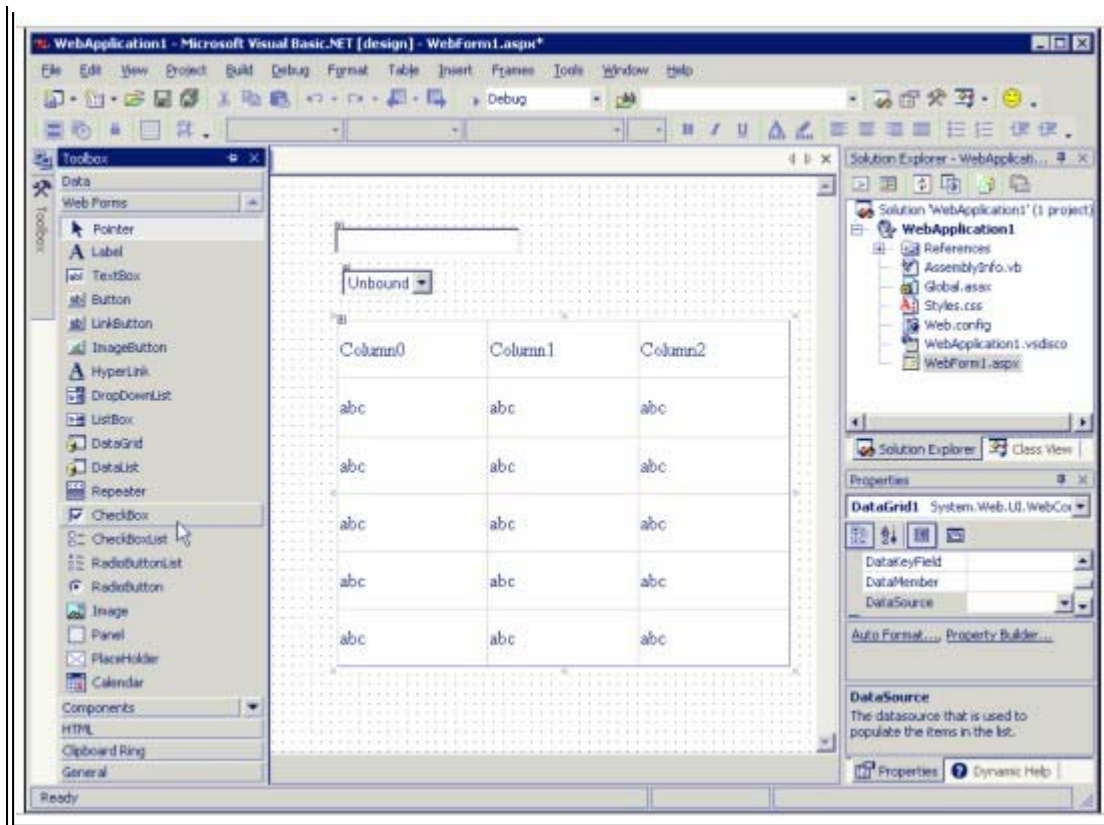 WebApplication1 - Microsoft Visual Basic.NET [design] - WebForm1.aspx*
File Edit View Project Build Debug Format Table Insert Frames Tools Window Help
Debug
B I U A
Toolbox
Toolbox
Data
Web Forms
Pointer
A Label
abl TextBox
ab Button
ab LinkButton
ImageButton
A HyperLink
DropDownList
ListBox
DataGrid
DataList
Repeater
CheckBox
CheckBoxList
RadioButtonList
RadioButton
Image
Panel
PlaceHolder
Calendar
Components
HTML
Clipboard Ring
General
Unbound
Column0 Column1 Column2
abc abc abc
abc abc abc
abc abc abc
abc abc abc
abc abc abc
Solution Explorer - WebApplicati...
Solution 'WebApplication1' (1 project)
WebApplication1
References
AssemblyInfo.vb
Global.asax
Styles.css
Web.config
WebApplication1.vsdisco
WebForm1.aspx
Solution Explorer Class View
Properties
DataGrid1 System.Web.UI.WebCo
DataKeyField
DataMember
DataSource
Auto Format..., Property Builder...
DataSource
The datasource that is used to
populate the items in the list.
Properties Dynamic Help
Ready